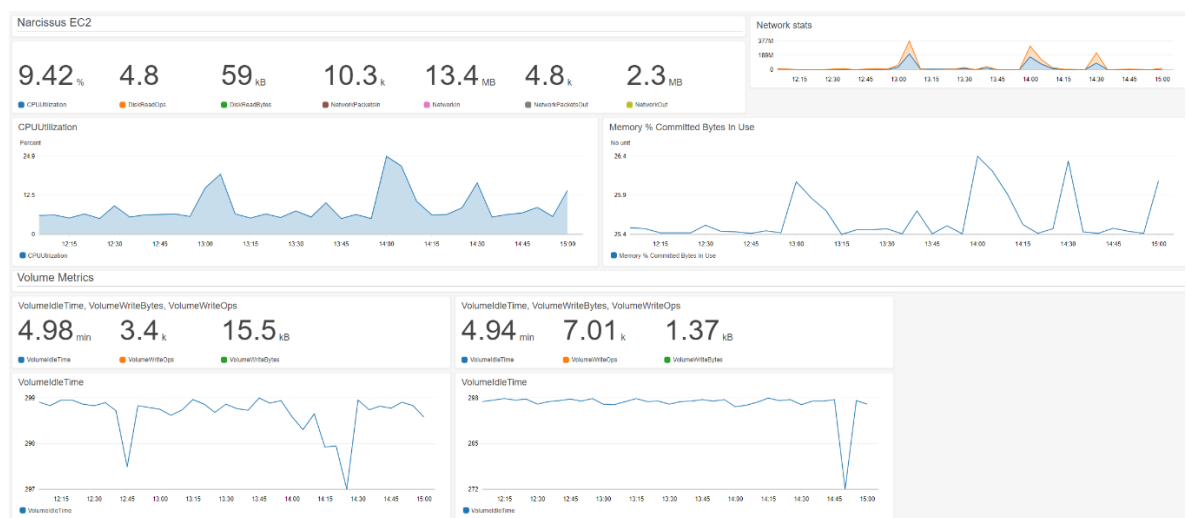 Narcissus EC2
Network stats
377M
189M
0
12:15 12:30 12:45 13:00 13:15 13:30 13:45 14:00 14:15 14:30 14:45 15:00
9.42 % 4.8 59 kB 10.3 k 13.4 MB 4.8 k 2.3 MB
CPUUtilization DiskReadOps DiskReadBytes NetworkPacketsIn NetworkIn NetworkPacketsOut NetworkOut
CPUUtilization
Percent
24.9
12.5
0
12:15 12:30 12:45 13:00 13:15 13:30 13:45 14:00 14:15 14:30 14:45 15:00
CPUUtilization
Memory % Committed Bytes In Use
No unit
26.4
25.9
25.4
12:15 12:30 12:45 13:00 13:15 13:30 13:45 14:00 14:15 14:30 14:45 15:00
Memory % Committed Bytes In Use
Volume Metrics
VolumeIdleTime, VolumeWriteBytes, VolumeWriteOps
4.98 min 3.4 k 15.5 kB
VolumeIdleTime VolumeWriteOps VolumeWriteBytes
VolumeIdleTime, VolumeWriteBytes, VolumeWriteOps
4.94 min 7.01 k 1.37 kB
VolumeIdleTime VolumeWriteOps VolumeWriteBytes
VolumeIdleTime
299
298
297
12:15 12:30 12:45 13:00 13:15 13:30 13:45 14:00 14:15 14:30 14:45 15:00
VolumeIdleTime
VolumeIdleTime
285
272
12:15 12:30 12:45 13:00 13:15 13:30 13:45 14:00 14:15 14:30 14:45 15:00
VolumeIdleTime